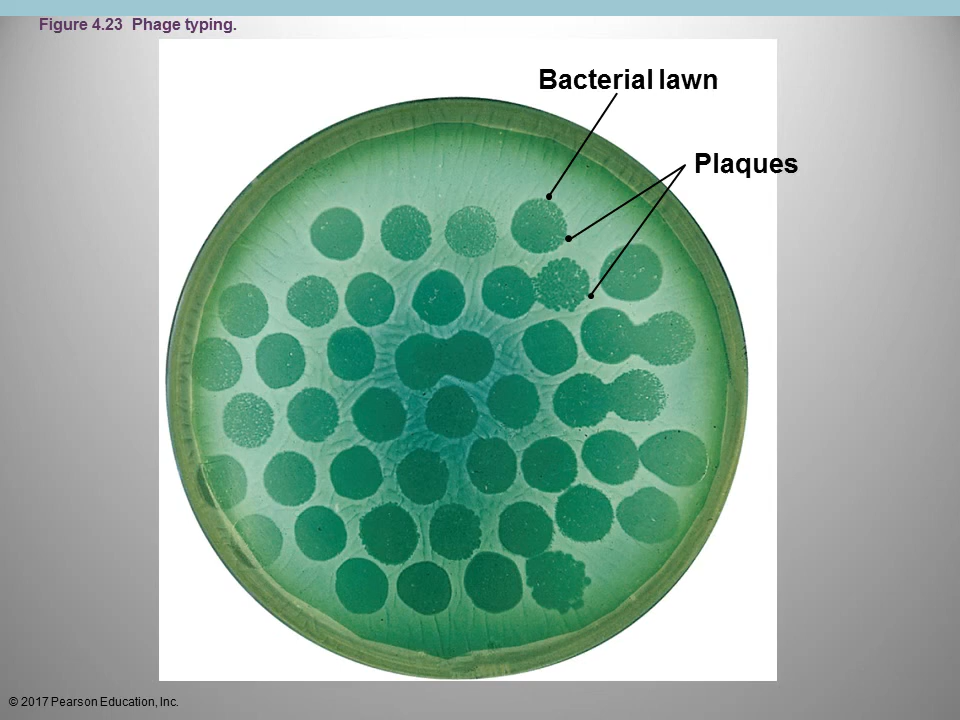 Figure 4.23  Phage typing.
Bacterial lawn
Plaques
© 2017 Pearson Education, Inc.